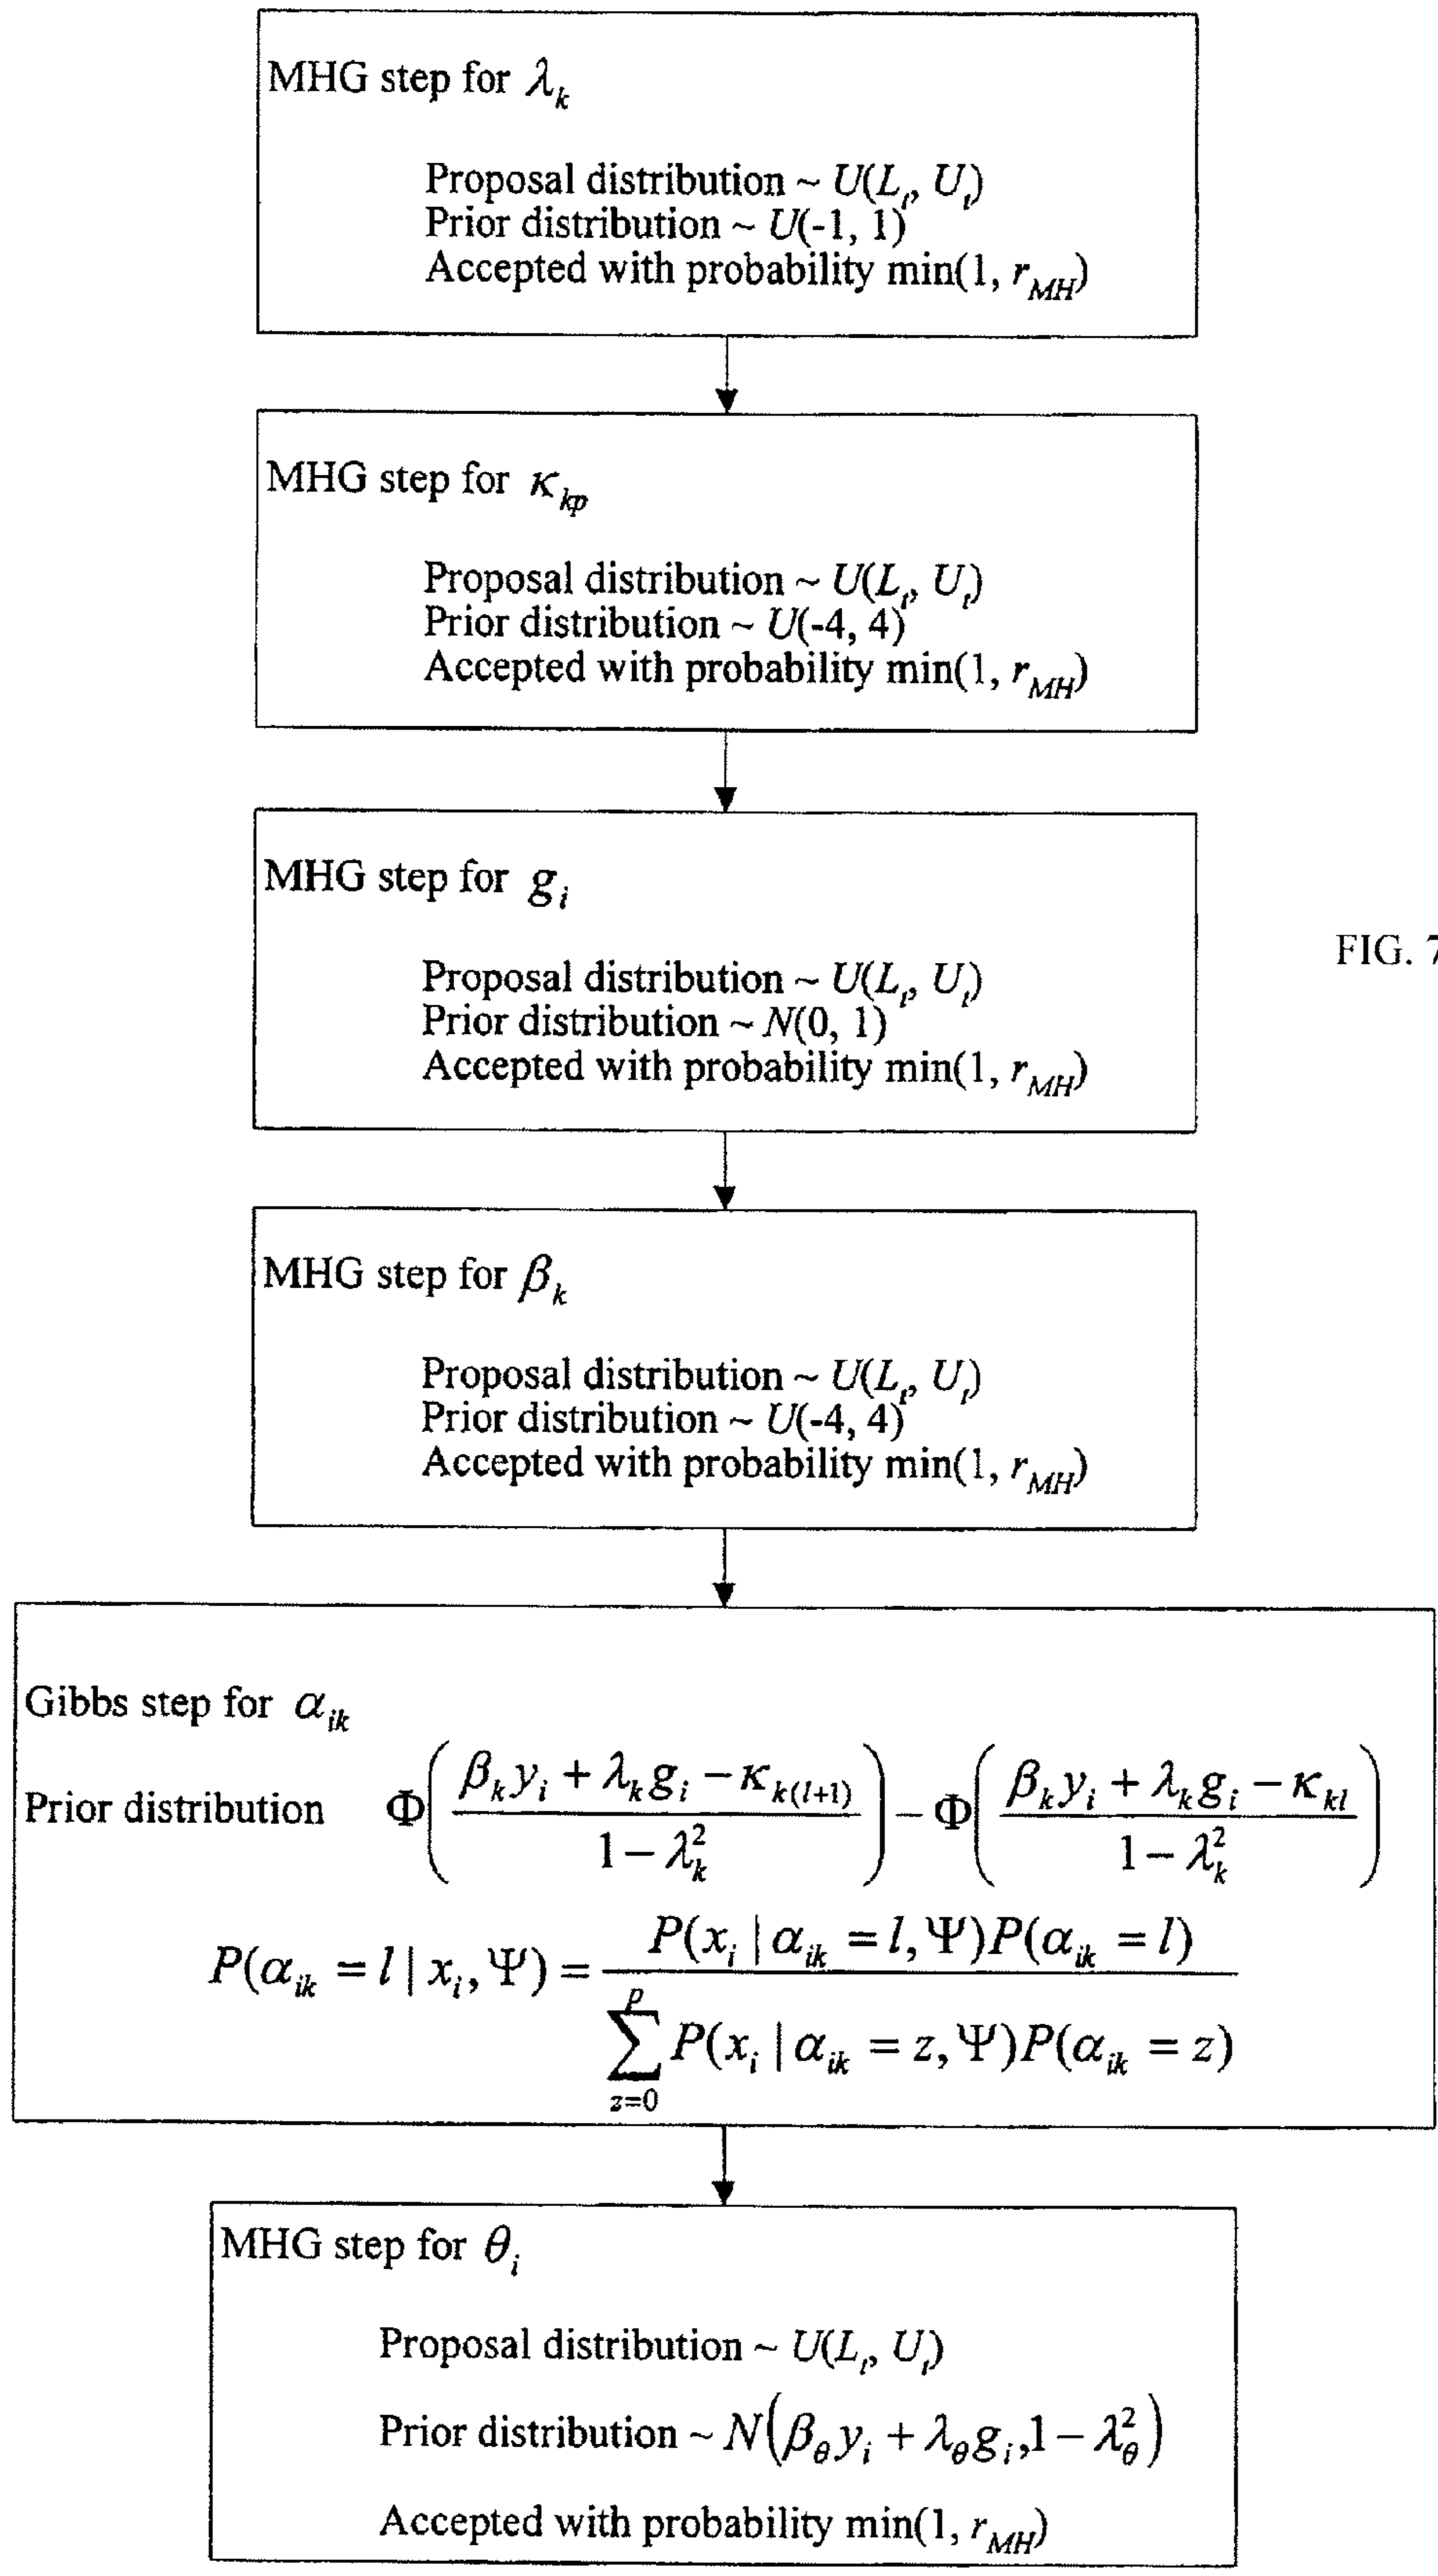 MHG step for λ_k
Proposal distribution ~ U(L_t, U_t)
Prior distribution ~ U(-1, 1)
Accepted with probability min(1, r_MH)
MHG step for κ_kp
Proposal distribution ~ U(L_t, U_t)
Prior distribution ~ U(-4, 4)
Accepted with probability min(1, r_MH)
MHG step for g_i
FIG. 7
Proposal distribution ~ U(L_t, U_t)
Prior distribution ~ N(0, 1)
Accepted with probability min(1, r_MH)
MHG step for β_k
Proposal distribution ~ U(L_t, U_t)
Prior distribution ~ U(-4, 4)
Accepted with probability min(1, r_MH)
Gibbs step for α_ik
Prior distribution Φ((β_k y_i + λ_k g_i − κ_k(l+1)) / (1 − λ_k^2)) − Φ((β_k y_i + λ_k g_i − κ_kl) / (1 − λ_k^2))
P(α_ik = l | x_i, Ψ) = P(x_i | α_ik = l, Ψ)P(α_ik = l) / ∑_{z=0}^{p} P(x_i | α_ik = z, Ψ)P(α_ik = z)
MHG step for θ_i
Proposal distribution ~ U(L_t, U_t)
Prior distribution ~ N(β_θ y_i + λ_θ g_i, 1 − λ_θ^2)
Accepted with probability min(1, r_MH)